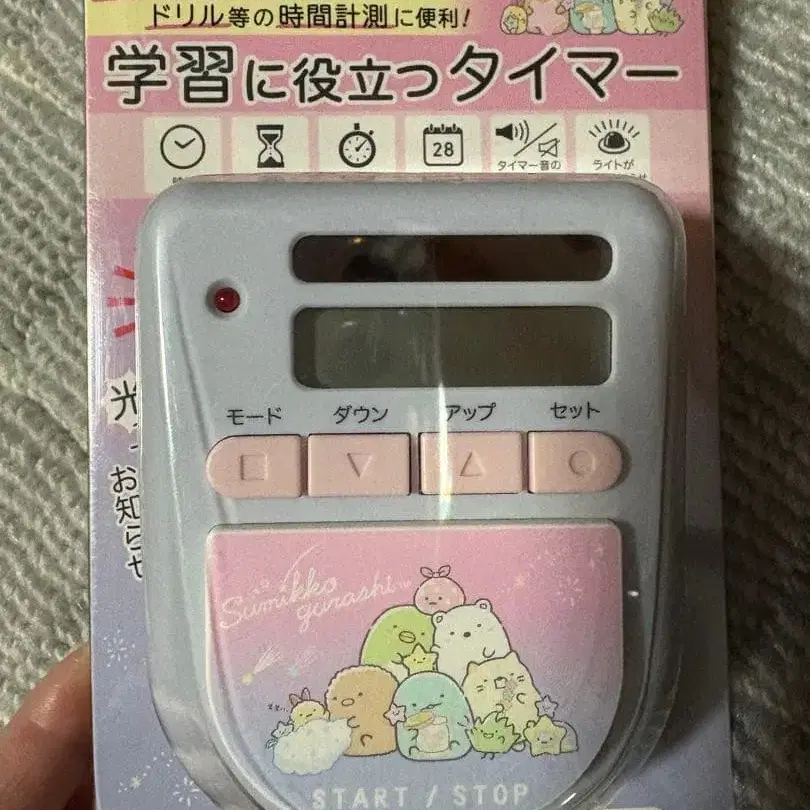 ドリル等の時間計測に便利!
学習に役立つタイマー
28
タイマー音の
ライトが
光
お知らせ
モード
ダウン
アップ
セット
Sumikko
gurashi
START / STOP